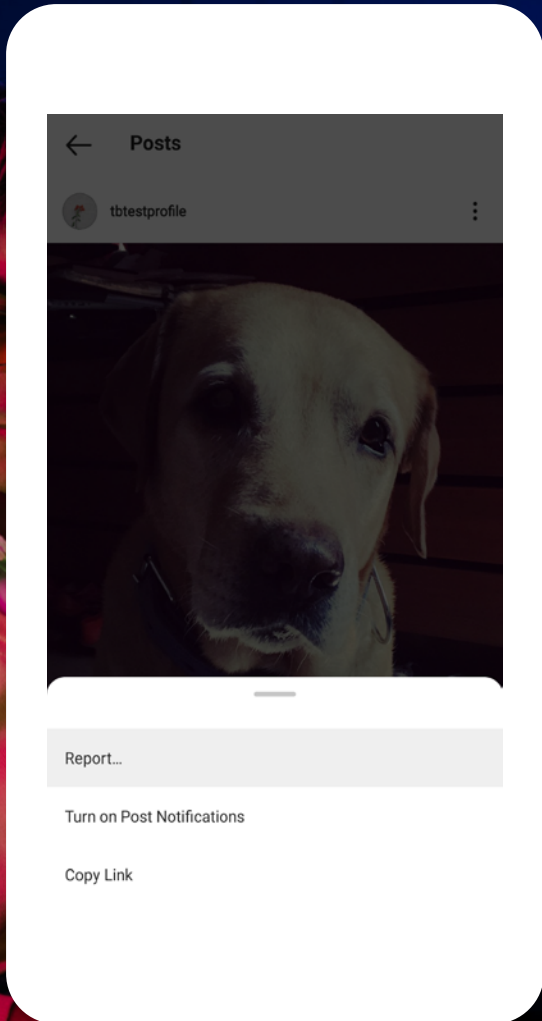 Posts
tbtestprofile
Report...
Turn on Post Notifications
Copy Link